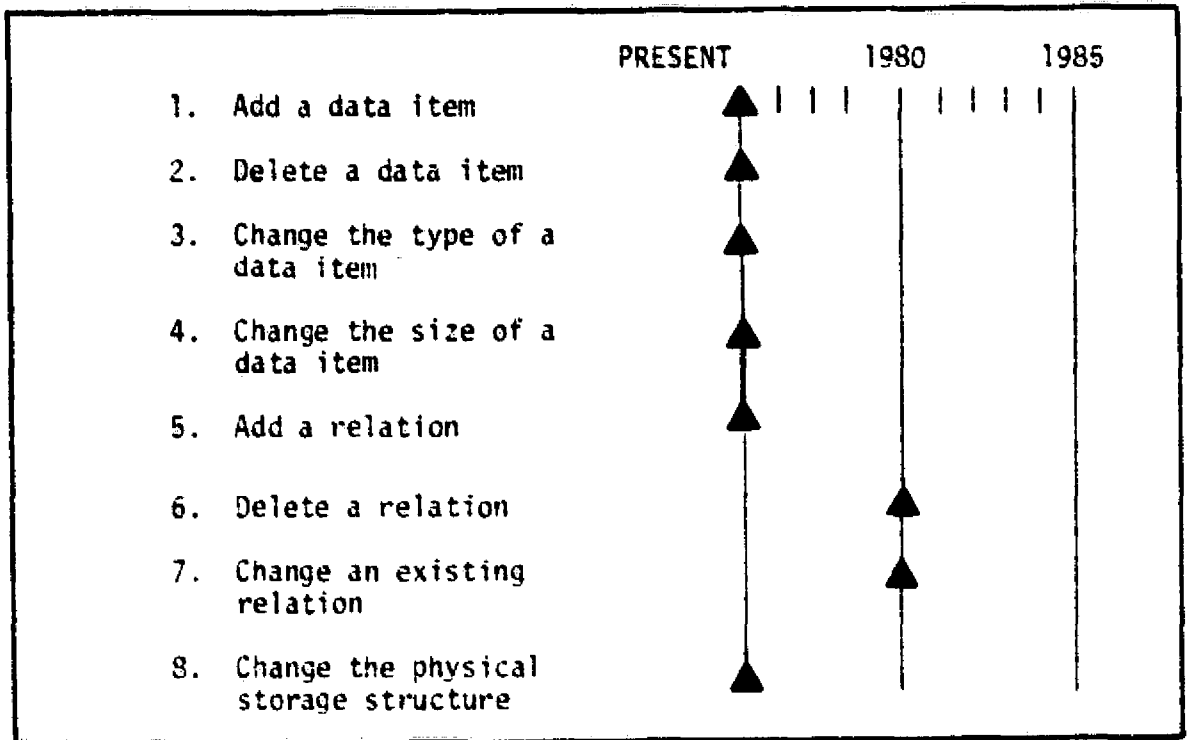 PRESENT 1980 1985
1. Add a data item
2. Delete a data item
3. Change the type of a
data item
4. Change the size of a
data item
5. Add a relation
6. Delete a relation
7. Change an existing
relation
8. Change the physical
storage structure